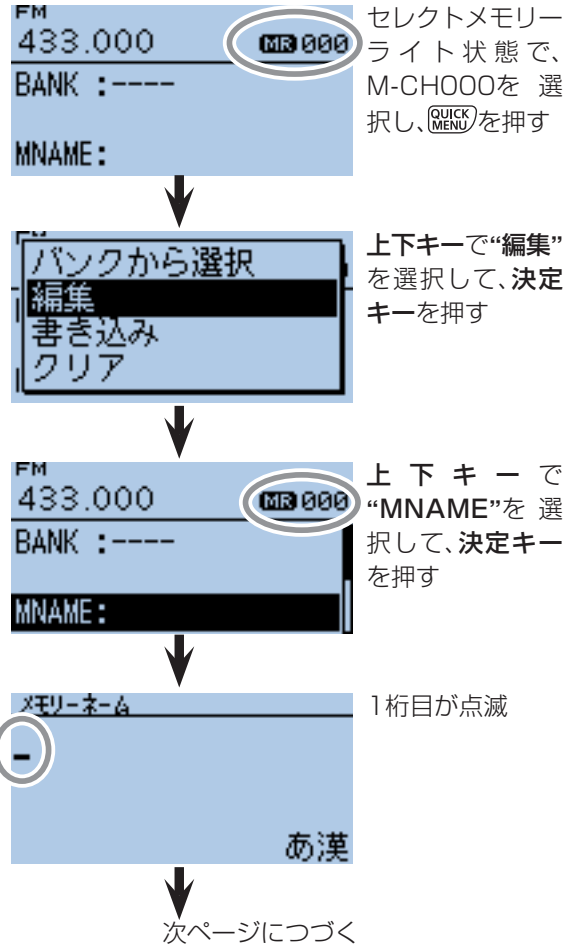 FM
433.000 MR 000
BANK :----
MNAME:
セレクトメモリー
ライト状態で、
M-CH000を選
択し、QUICK MENUを押す
バンクから選択
編集
書き込み
クリア
上下キーで“編集”
を選択して、決定
キーを押す
FM
433.000 MR 000
BANK :----
MNAME:
上下キーで
“MNAME”を選
択して、決定キー
を押す
メモリーネーム
あ漢
1桁目が点滅
次ページにつづく